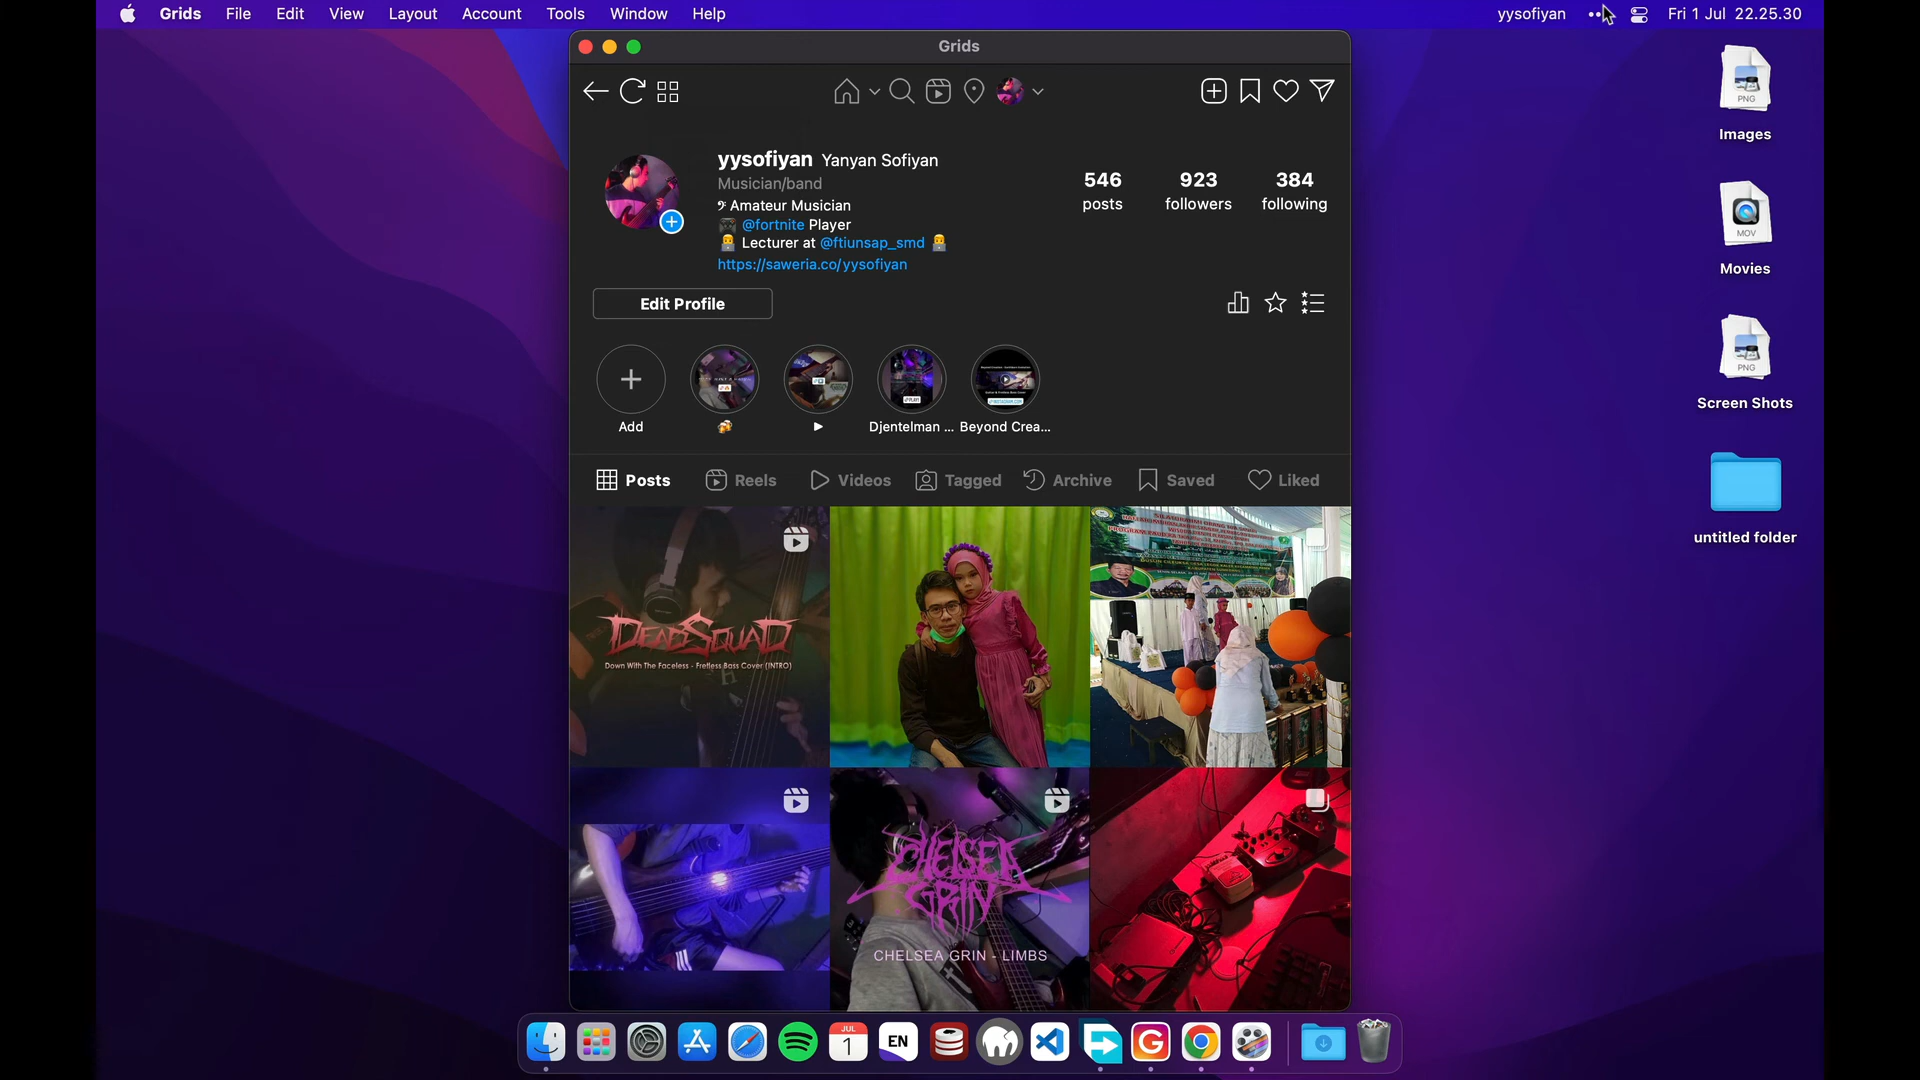 Grids File Edit View Layout Account Tools Window Help yysofiyan Fri 1 Jul 22.25.30
Grids
yysofiyan Yanyan Sofiyan
Musician/band
𝄢 Amateur Musician
🎮 @fortnite Player
👨‍💻 Lecturer at @ftiunsap_smd 👨‍💻
https://saweria.co/yysofiyan
546 923 384
posts followers following
Edit Profile
Add
Djentelman ...
Beyond Crea...
Posts Reels Videos Tagged Archive Saved Liked
DEADSQUAD
Down With The Faceless - Fretless Bass Cover (INTRO)
CHELSEA
GRIN
CHELSEA GRIN - LIMBS
PNG
Images
MOV
Movies
PNG
Screen Shots
untitled folder
JUL
1
EN
G